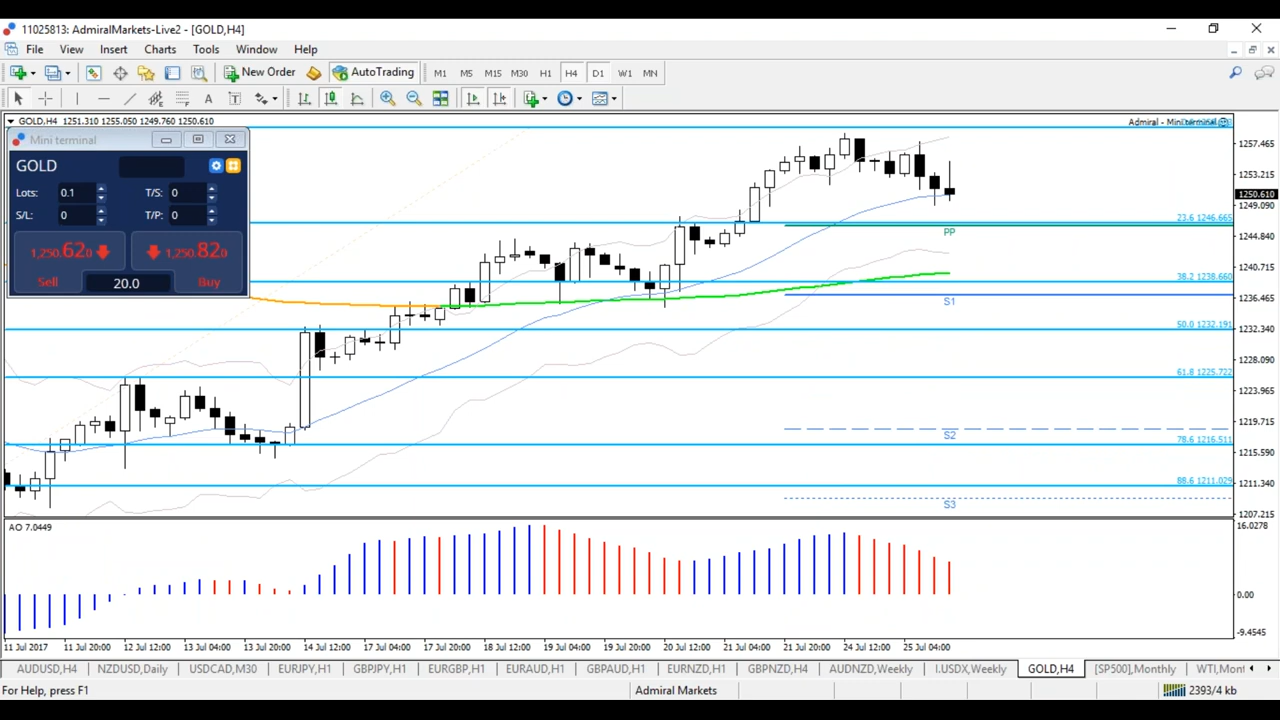 11025813: AdmiralMarkets-Live2 - [GOLD,H4]
File View Insert Charts Tools Window Help
New Order AutoTrading M1 M5 M15 M30 H1 H4 D1 W1 MN
A T
GOLD,H4 1251.310 1255.050 1249.760 1250.610
Admiral - Mini terminal
Mini terminal
GOLD
Lots: 0.1 T/S: 0
S/L: 0 T/P: 0
1,250.620 1,250.820
Sell 20.0 Buy
1257.465
1253.215
1250.610
1249.090
23.6 1246.665
PP
1244.840
1240.715
38.2 1238.660
S1
1236.465
1232.340
50.0 1232.191
1228.090
61.8 1225.722
1223.965
1219.715
S2
78.6 1216.511
1215.590
1211.340
88.6 1211.029
S3
1207.215
AO 7.0449
16.0278
0.00
-9.4545
11 Jul 2017 11 Jul 20:00 12 Jul 12:00 13 Jul 04:00 13 Jul 20:00 14 Jul 12:00 17 Jul 04:00 17 Jul 20:00 18 Jul 12:00 19 Jul 04:00 19 Jul 20:00 20 Jul 12:00 21 Jul 04:00 21 Jul 20:00 24 Jul 12:00 25 Jul 04:00
AUDUSD,H4 NZDUSD,Daily USDCAD,M30 EURJPY,H1 GBPJPY,H1 EURGBP,H1 EURAUD,H1 GBPAUD,H1 EURNZD,H1 GBPNZD,H4 AUDNZD,Weekly I.USDX,Weekly GOLD,H4 [SP500],Monthly WTI,Mont
For Help, press F1 Admiral Markets 2393/4 kb